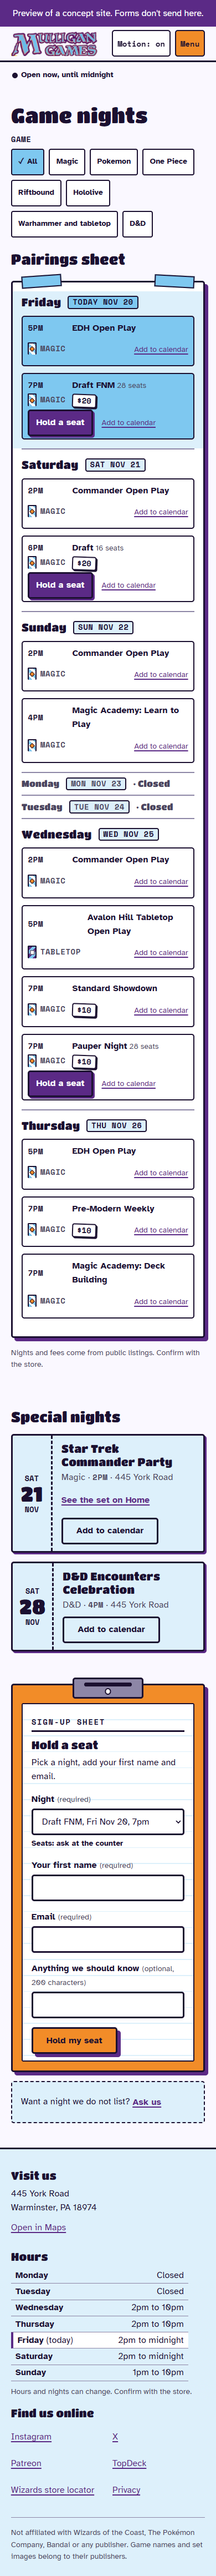 Preview of a concept site. Forms don't send here.
MULLIGAN GAMES
Motion: on
Menu
Open now, until midnight
Game nights
GAME
✓ All
Magic
Pokemon
One Piece
Riftbound
Hololive
Warhammer and tabletop
D&D
Pairings sheet
Friday TODAY NOV 20
5PM EDH Open Play
MAGIC Add to calendar
7PM Draft FNM 28 seats
MAGIC $20
Hold a seat Add to calendar
Saturday SAT NOV 21
2PM Commander Open Play
MAGIC Add to calendar
6PM Draft 16 seats
MAGIC $20
Hold a seat Add to calendar
Sunday SUN NOV 22
2PM Commander Open Play
MAGIC Add to calendar
4PM Magic Academy: Learn to
Play
MAGIC Add to calendar
Monday MON NOV 23 · Closed
Tuesday TUE NOV 24 · Closed
Wednesday WED NOV 25
2PM Commander Open Play
MAGIC Add to calendar
5PM Avalon Hill Tabletop
Open Play
TABLETOP Add to calendar
7PM Standard Showdown
MAGIC $10 Add to calendar
7PM Pauper Night 28 seats
MAGIC $10
Hold a seat Add to calendar
Thursday THU NOV 26
5PM EDH Open Play
MAGIC Add to calendar
7PM Pre-Modern Weekly
MAGIC $10 Add to calendar
7PM Magic Academy: Deck
Building
MAGIC Add to calendar
Nights and fees come from public listings. Confirm with
the store.
Special nights
SAT
21
NOV
Star Trek
Commander Party
Magic · 2PM · 445 York Road
See the set on Home
Add to calendar
SAT
28
NOV
D&D Encounters
Celebration
D&D · 4PM · 445 York Road
Add to calendar
SIGN-UP SHEET
Hold a seat
Pick a night, add your first name and
email.
Night (required)
Draft FNM, Fri Nov 20, 7pm
Seats: ask at the counter
Your first name (required)
Email (required)
Anything we should know (optional,
200 characters)
Hold my seat
Want a night we do not list? Ask us
Visit us
445 York Road
Warminster, PA 18974
Open in Maps
Hours
Monday Closed
Tuesday Closed
Wednesday 2pm to 10pm
Thursday 2pm to 10pm
Friday (today) 2pm to midnight
Saturday 2pm to midnight
Sunday 1pm to 10pm
Hours and nights can change. Confirm with the store.
Find us online
Instagram X
Patreon TopDeck
Wizards store locator Privacy
Not affiliated with Wizards of the Coast, The Pokémon
Company, Bandai or any publisher. Game names and set
images belong to their publishers.